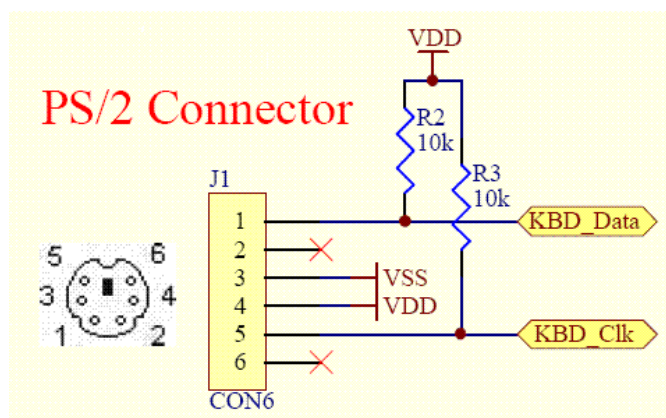 VDD
PS/2 Connector
R2
10k
R3
10k
J1
1
KBD_Data
2
3
VSS
4
VDD
5
KBD_Clk
6
CON6
5 6
3 4
1 2